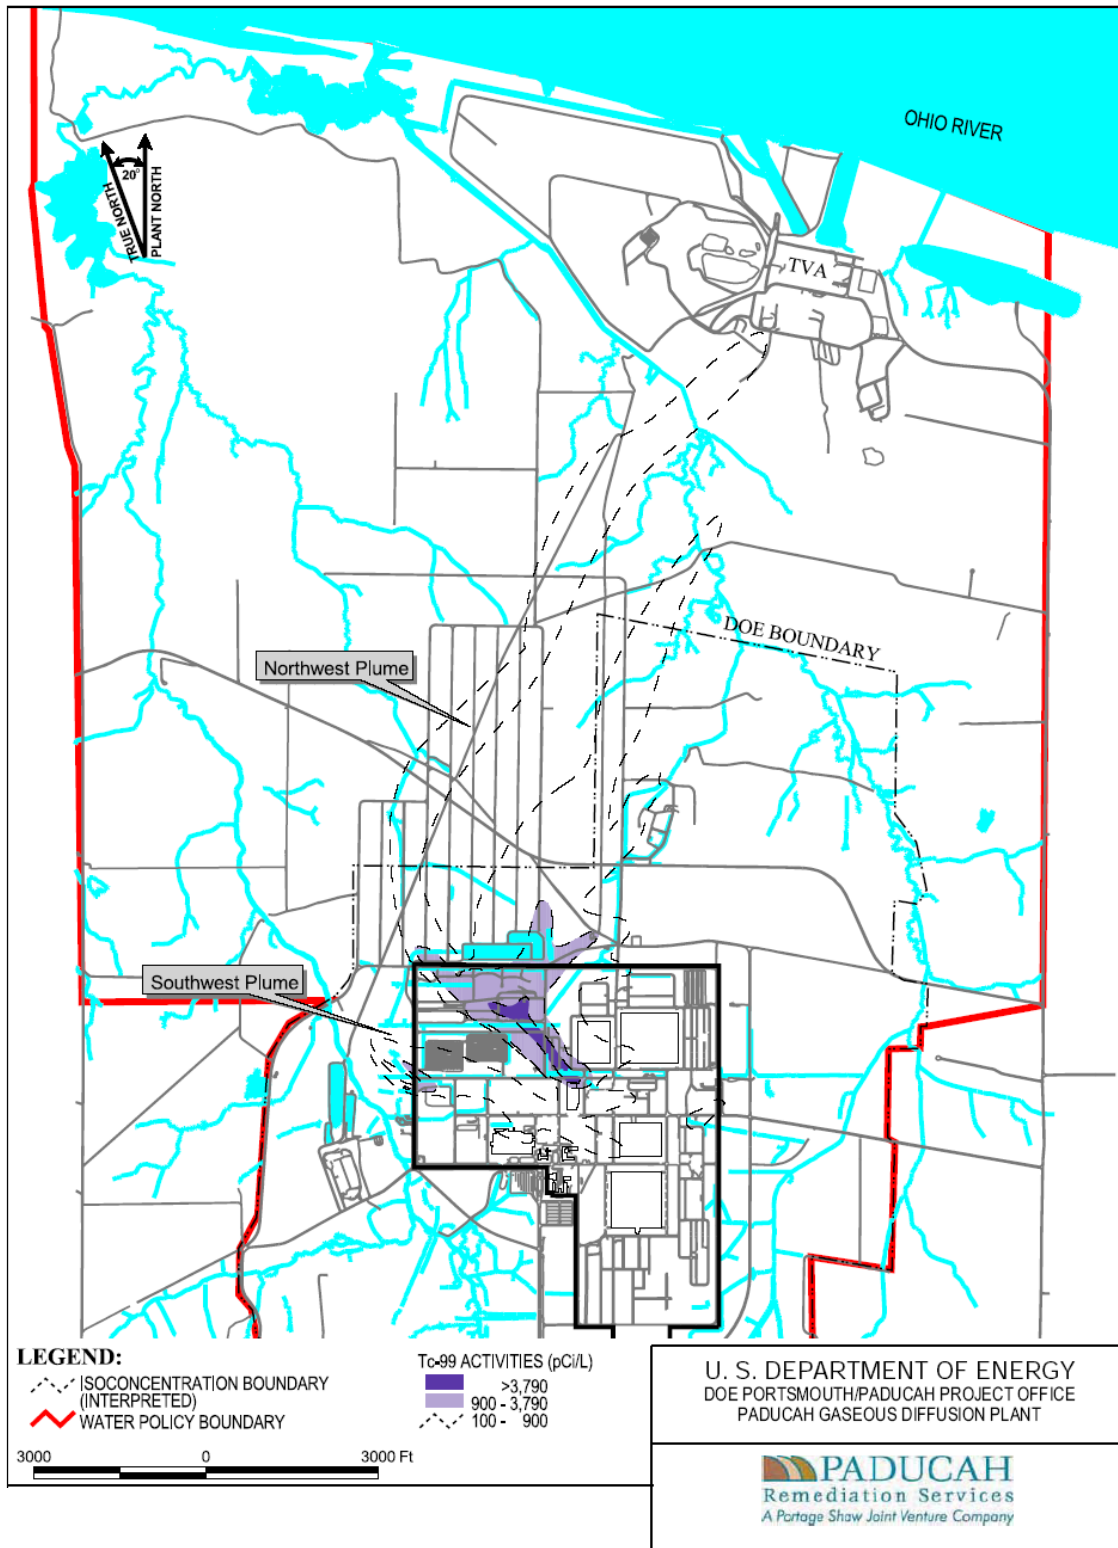 OHIO RIVER
20°
TRUE NORTH
PLANT NORTH
TVA
DOE BOUNDARY
Northwest Plume
Southwest Plume
LEGEND:
ISOCONCENTRATION BOUNDARY
(INTERPRETED)
WATER POLICY BOUNDARY
Tc-99 ACTIVITIES (pCi/L)
>3,790
900 - 3,790
100 - 900
3000 0 3000 Ft
U. S. DEPARTMENT OF ENERGY
DOE PORTSMOUTH/PADUCAH PROJECT OFFICE
PADUCAH GASEOUS DIFFUSION PLANT
PADUCAH
Remediation Services
A Portage Shaw Joint Venture Company